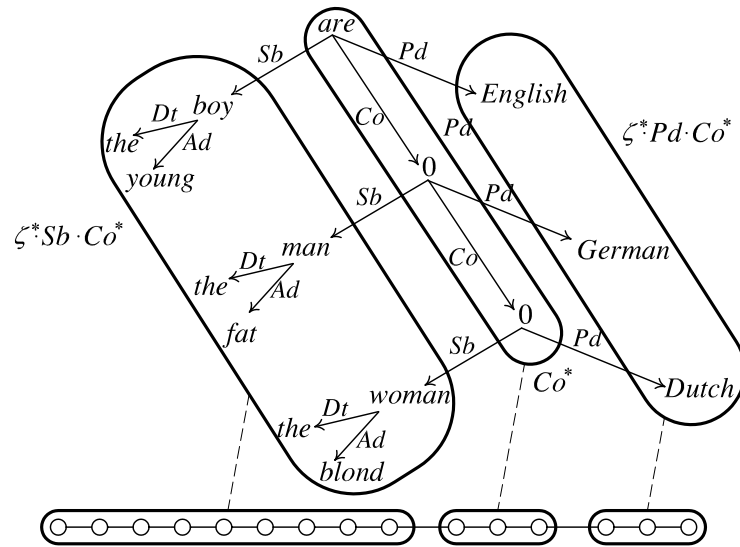 are
Sb
Pd
English
Dt
boy
the
Ad
young
Co
Pd
ζ*·Pd·Co*
0
Pd
Sb
ζ*·Sb·Co*
man
German
Dt
the
Ad
Co
fat
0
Sb
Pd
Co*
woman
Dutch
Dt
the
Ad
blond